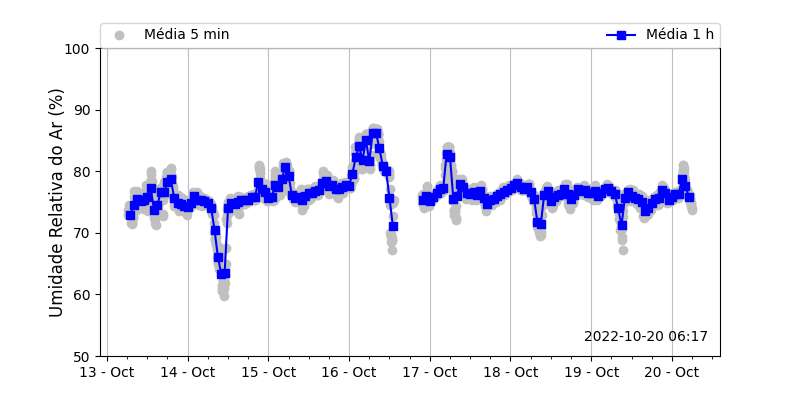 Média 5 min
Média 1 h
Umidade Relativa do Ar (%)
100
90
80
70
60
50
2022-10-20 06:17
13 - Oct
14 - Oct
15 - Oct
16 - Oct
17 - Oct
18 - Oct
19 - Oct
20 - Oct